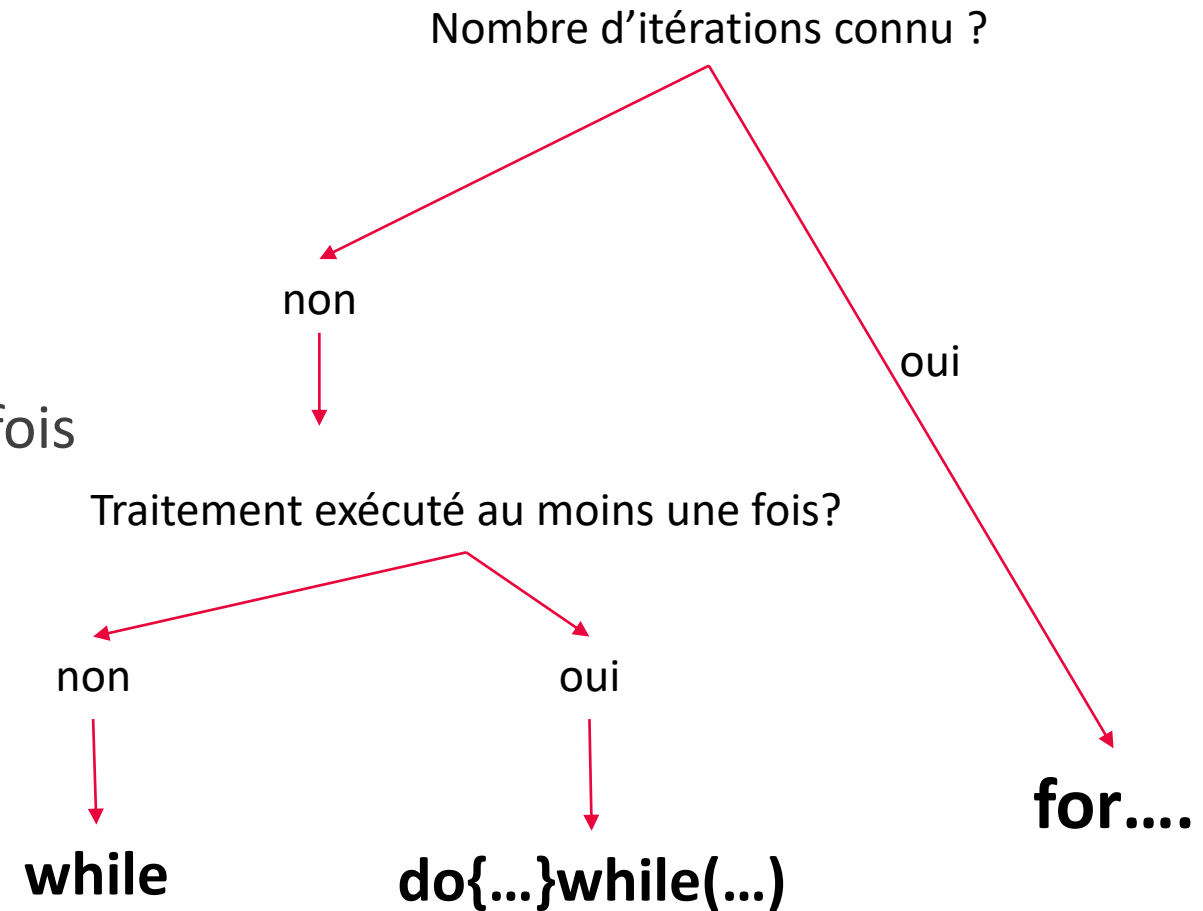 Nombre d’itérations connu ?
non
oui
fois
Traitement exécuté au moins une fois?
non
oui
for….
while
do{…}while(…)